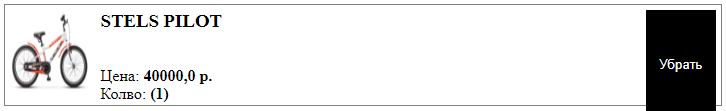 STELS PILOT
Цена: 40000,0 р.
Колво: (1)
Убрать